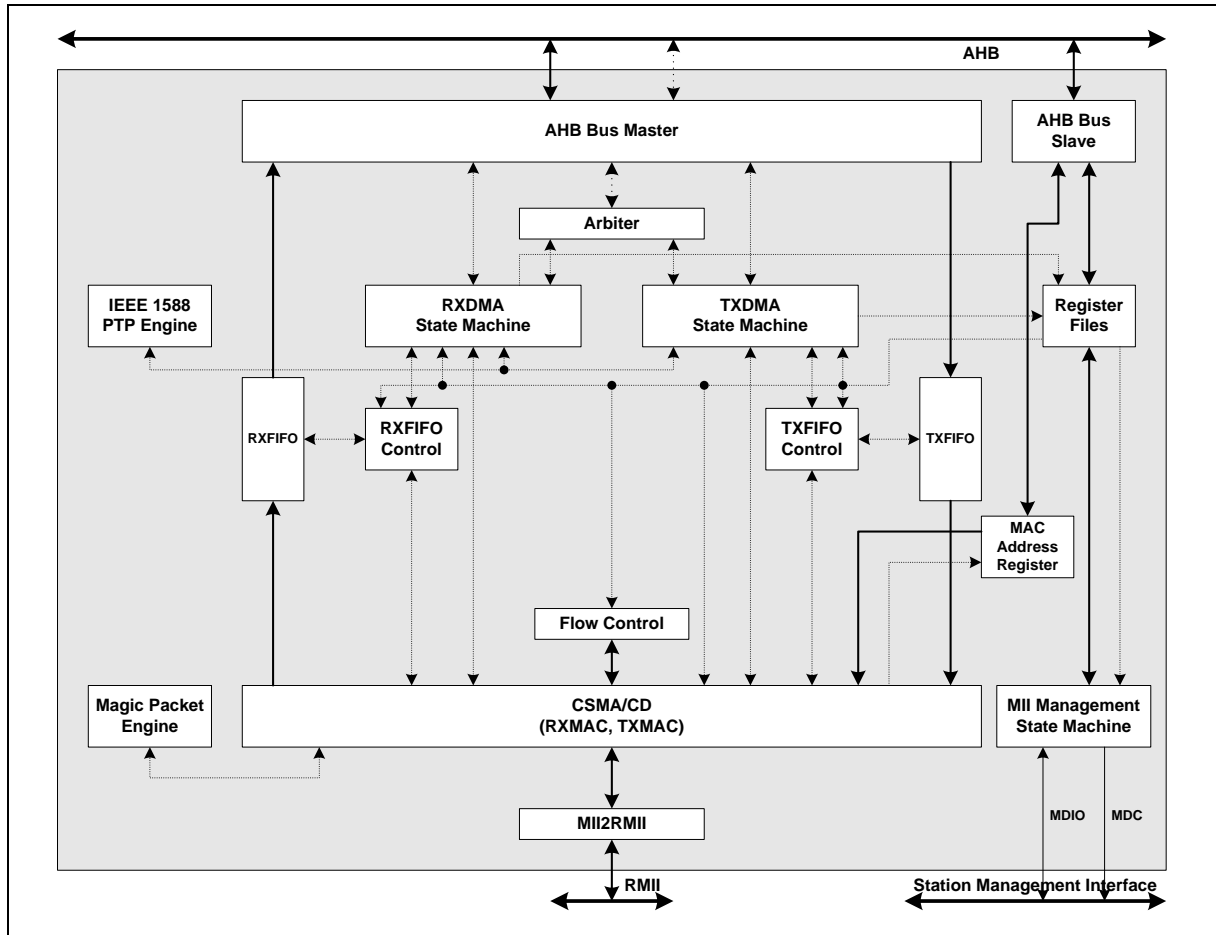 AHB
AHB Bus Master
AHB Bus
Slave
Arbiter
IEEE 1588
PTP Engine
RXDMA
State Machine
TXDMA
State Machine
Register
Files
RXFIFO
RXFIFO
Control
TXFIFO
Control
TXFIFO
MAC
Address
Register
Flow Control
Magic Packet
Engine
CSMA/CD
(RXMAC, TXMAC)
MII Management
State Machine
MII2RMII
MDIO
MDC
RMII
Station Management Interface